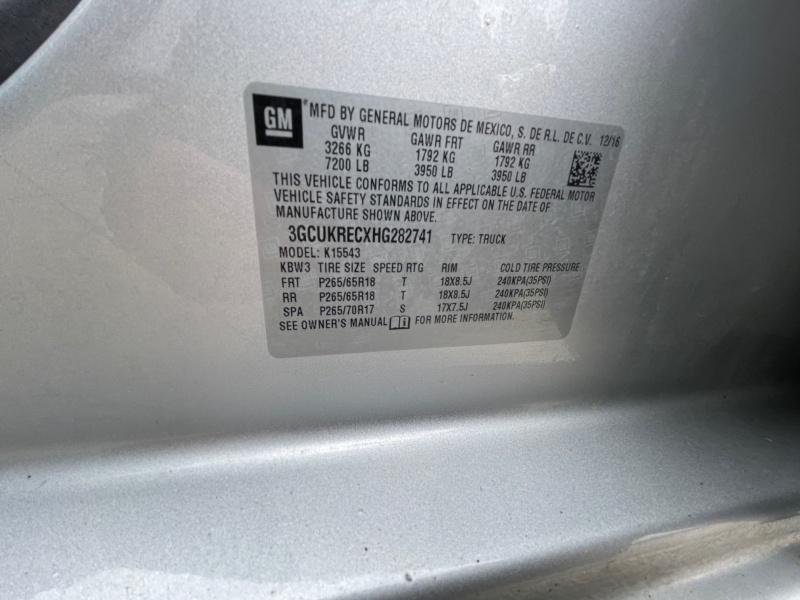 GM
*MFD BY GENERAL MOTORS DE MEXICO, S. DE R.L. DE C.V. 12/16
GVWR GAWR FRT GAWR RR
3266 KG 1792 KG 1792 KG
7200 LB 3950 LB 3950 LB
THIS VEHICLE CONFORMS TO ALL APPLICABLE U.S. FEDERAL MOTOR
VEHICLE SAFETY STANDARDS IN EFFECT ON THE DATE OF
MANUFACTURE SHOWN ABOVE.
3GCUKRECXHG282741 TYPE: TRUCK
MODEL: K15543
KBW3 TIRE SIZE SPEED RTG RIM COLD TIRE PRESSURE
FRT P265/65R18 T 18X8.5J 240KPA(35PSI)
RR P265/65R18 T 18X8.5J 240KPA(35PSI)
SPA P265/70R17 S 17X7.5J 240KPA(35PSI)
SEE OWNER'S MANUAL FOR MORE INFORMATION.